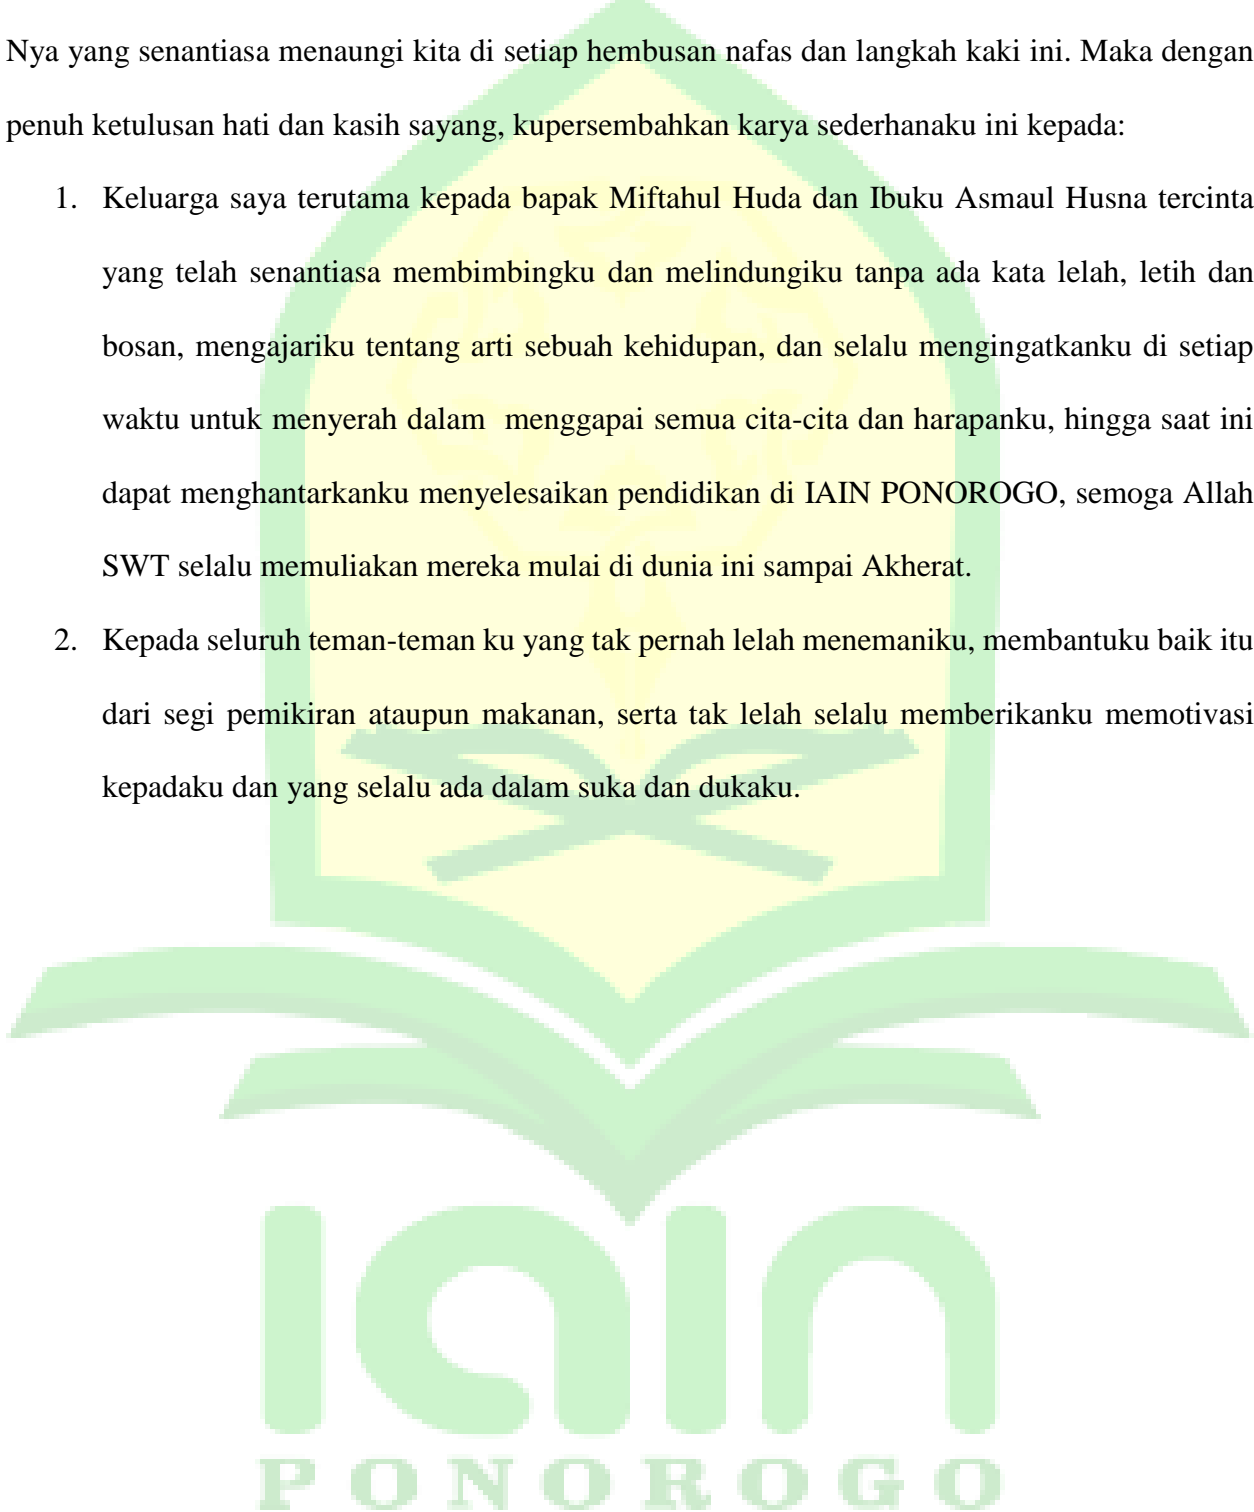 Nya yang senantiasa menaungi kita di setiap hembusan nafas dan langkah kaki ini. Maka dengan
penuh ketulusan hati dan kasih sayang, kupersembahkan karya sederhanaku ini kepada:
1. Keluarga saya terutama kepada bapak Miftahul Huda dan Ibuku Asmaul Husna tercinta
yang telah senantiasa membimbingku dan melindungiku tanpa ada kata lelah, letih dan
bosan, mengajariku tentang arti sebuah kehidupan, dan selalu mengingatkanku di setiap
waktu untuk menyerah dalam  menggapai semua cita-cita dan harapanku, hingga saat ini
dapat menghantarkanku menyelesaikan pendidikan di IAIN PONOROGO, semoga Allah
SWT selalu memuliakan mereka mulai di dunia ini sampai Akherat.
2. Kepada seluruh teman-teman ku yang tak pernah lelah menemaniku, membantuku baik itu
dari segi pemikiran ataupun makanan, serta tak lelah selalu memberikanku memotivasi
kepadaku dan yang selalu ada dalam suka dan dukaku.
iain
PONOROGO